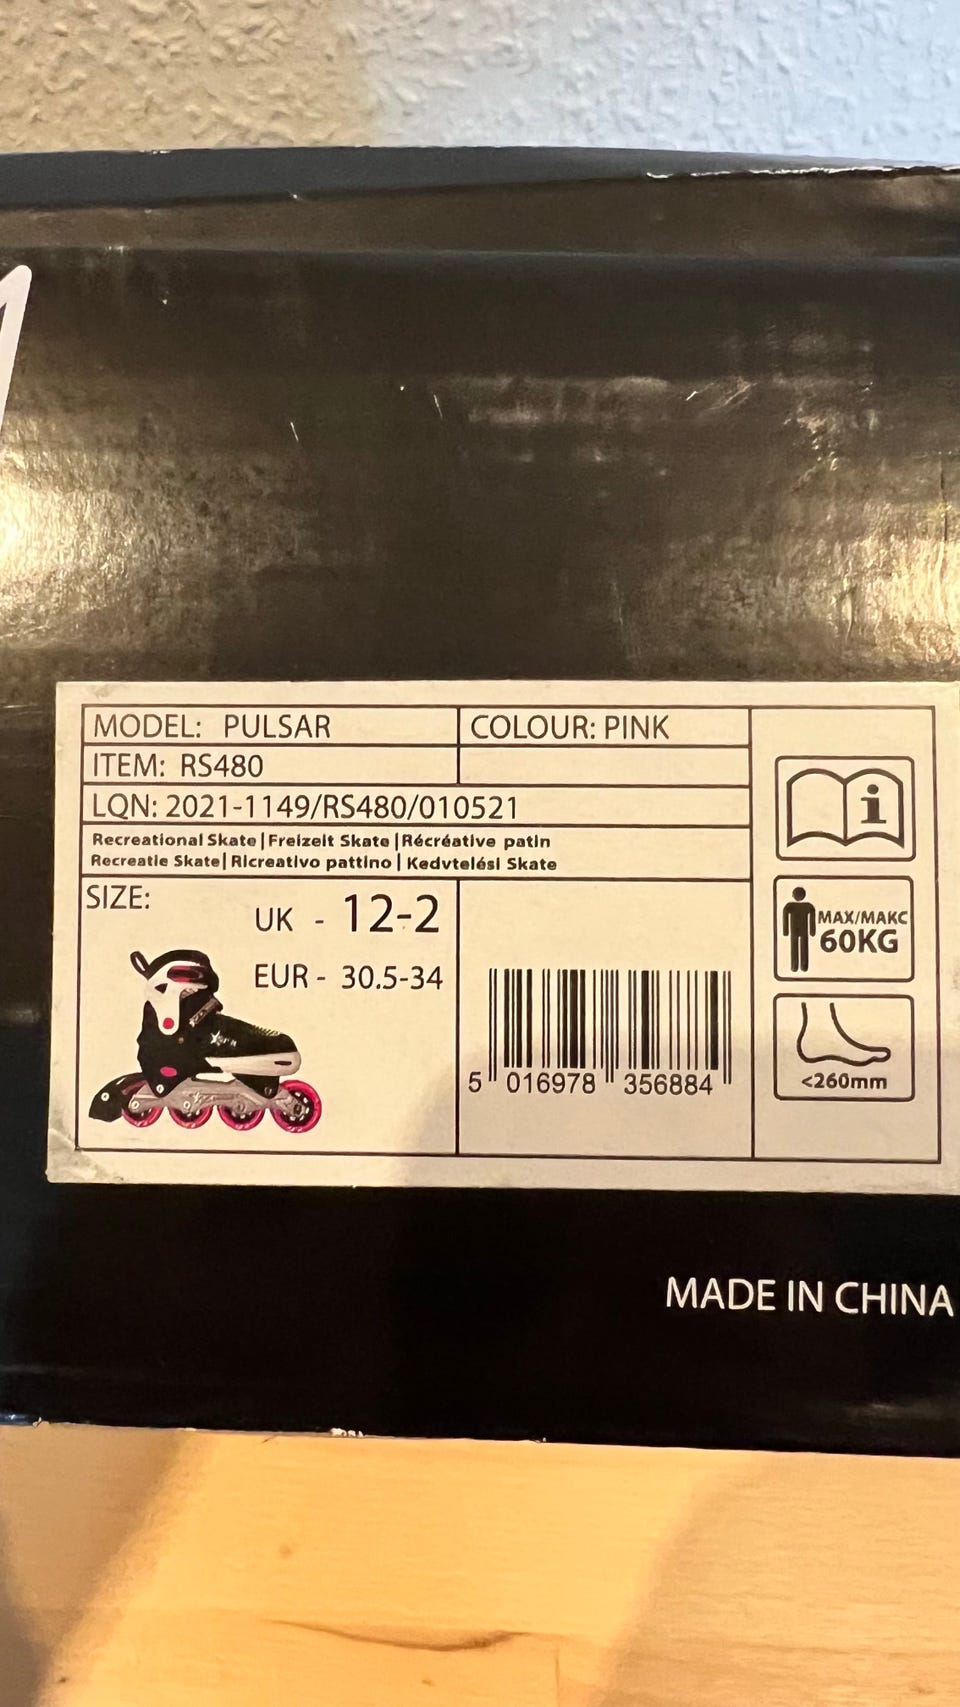 MODEL: PULSAR
COLOUR: PINK
ITEM: RS480
LQN: 2021-1149/RS480/010521
Recreational Skate|Freizeit Skate|Récréative patin
Recreatie Skate|Ricreativo pattino|Kedvtelési Skate
SIZE:
UK - 12-2
EUR - 30.5-34
5 016978 356884
i
MAX/МАКС
60KG
<260mm
MADE IN CHINA